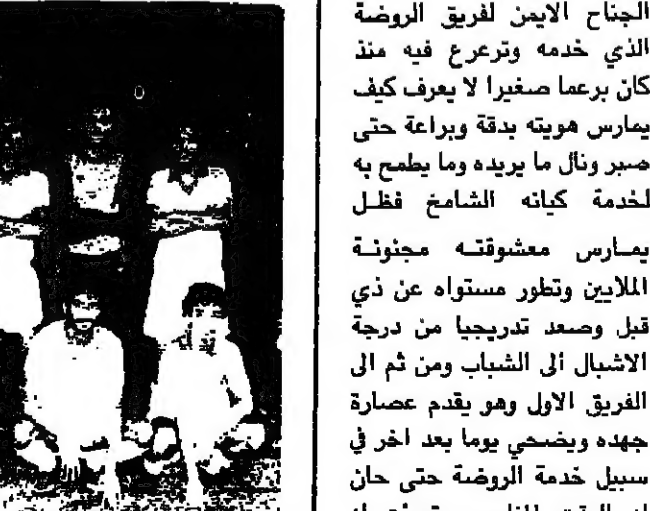 الجناح الايمن لفريق الروضة
الذي خدمه وترعرع فيه منذ
كان برعما صغيرا لا يعرف كيف
يمارس هويته بدقة وبراعة حتى
صبر ونال ما يريده وما يطمح به
لخدمة كيانه الشامخ فظل
يمارس معشوقته مجنونة
الملايين وتطور مستواه عن ذي
قبل وصعد تدريجيا من درجة
الاشبال ألى الشباب ومن ثم الى
الفريق الاول وهو يقدم عصارة
جهده ويضحي يوما بعد اخر في
سبيل خدمة الروضة حتى حان